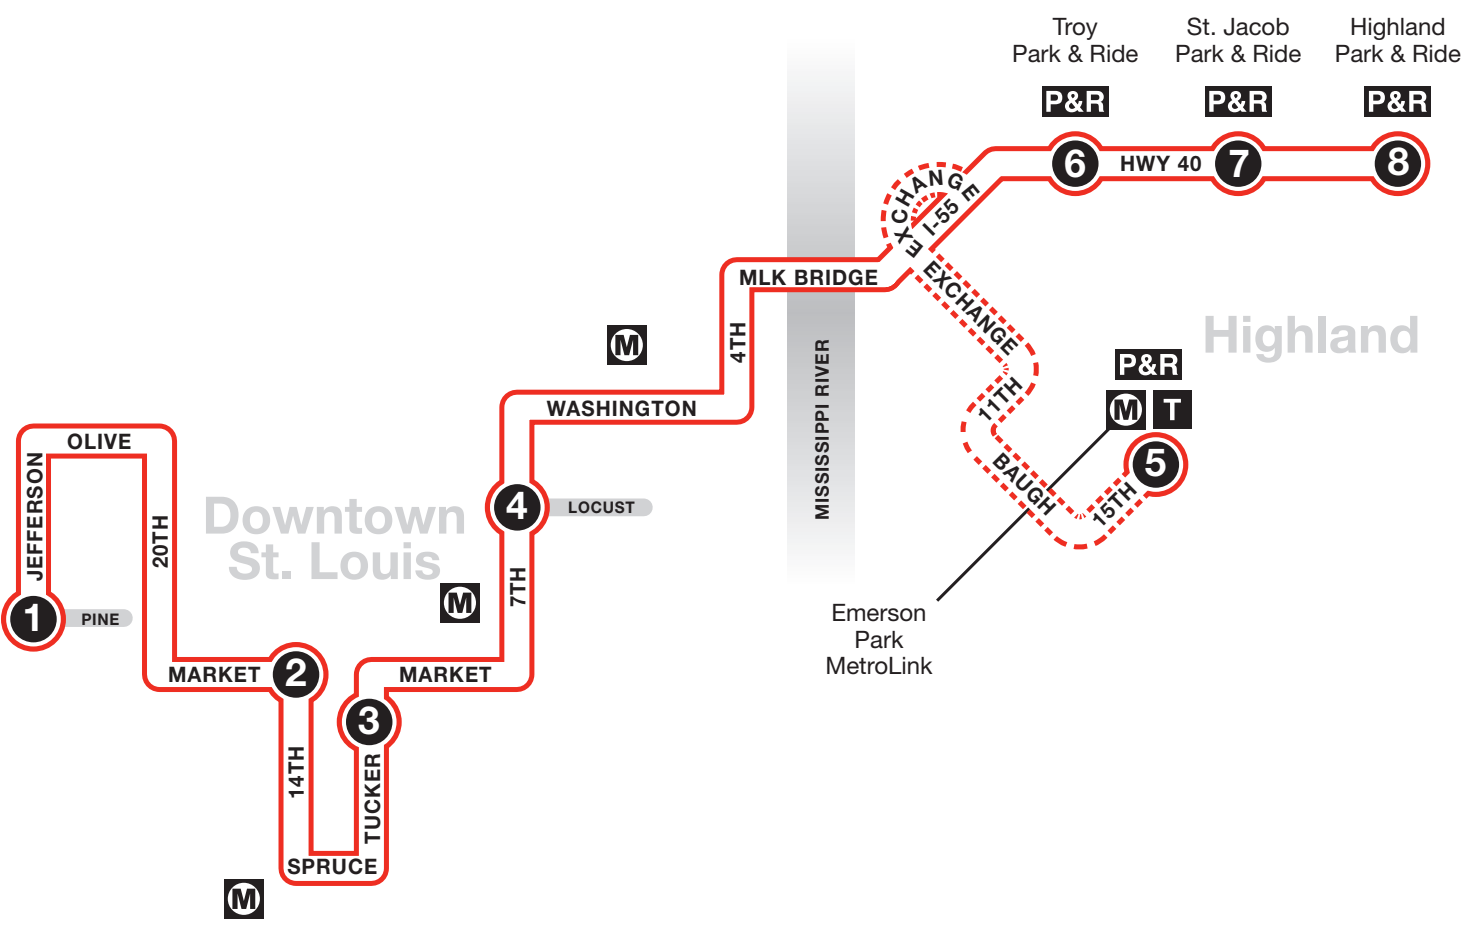 Troy
Park & Ride
St. Jacob
Park & Ride
Highland
Park & Ride
P&R
P&R
P&R
6
HWY 40
7
8
EXCHANGE
I-55
EXCHANGE
MLK BRIDGE
4TH
MISSISSIPPI RIVER
Highland
M
P&R
M
T
11TH
5
BAUGH
15TH
WASHINGTON
OLIVE
JEFFERSON
20TH
Downtown
St. Louis
4
LOCUST
7TH
M
1
PINE
Emerson
Park
MetroLink
MARKET
2
MARKET
3
14TH
TUCKER
SPRUCE
M